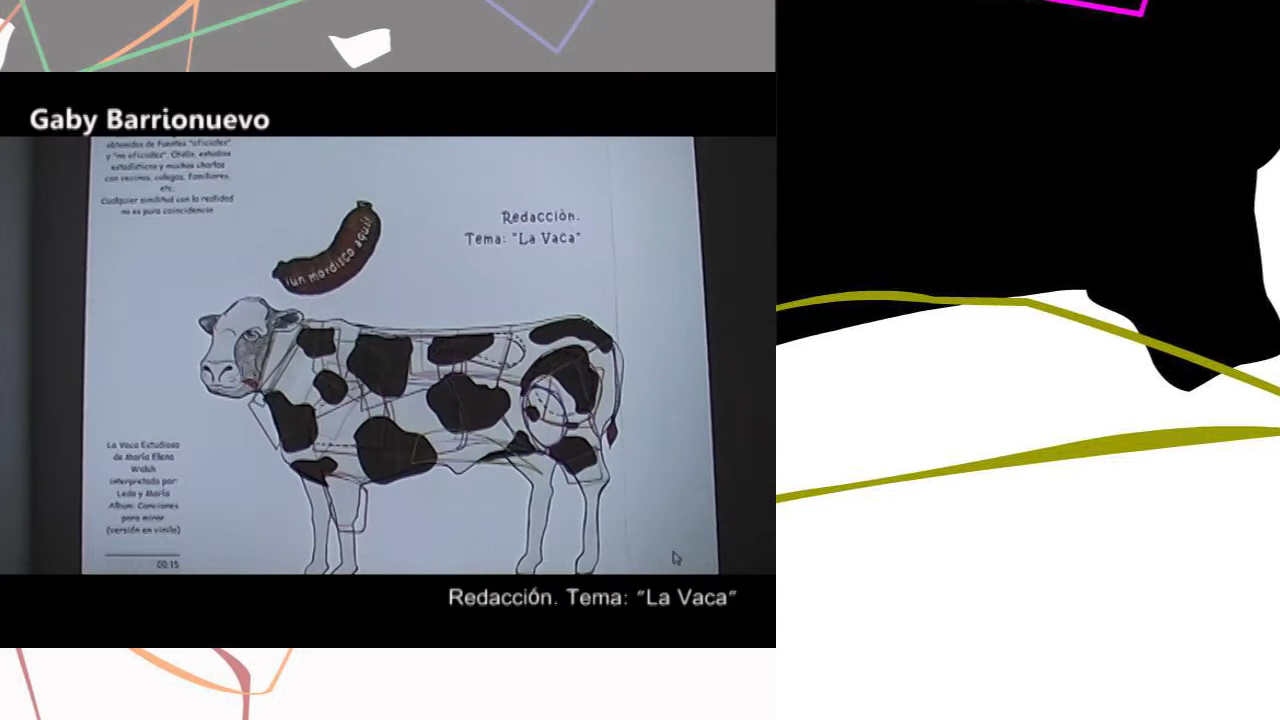 Gaby Barrionuevo
obtenidos de fuentes "oficiales"
y "no oficiales". Chats, estudios
estadísticos y muchas charlas
con vecinos, colegas, familiares,
etc.
Cualquier similitud con la realidad
no es pura coincidencia
¡un mordisco aquí!
Redacción.
Tema: "La Vaca"
La Vaca Estudiosa
de María Elena
Walsh
interpretado por:
Leda y María
Album: Canciones
para mirar
(versión en vinilo)
00:15
Redacción. Tema: "La Vaca"